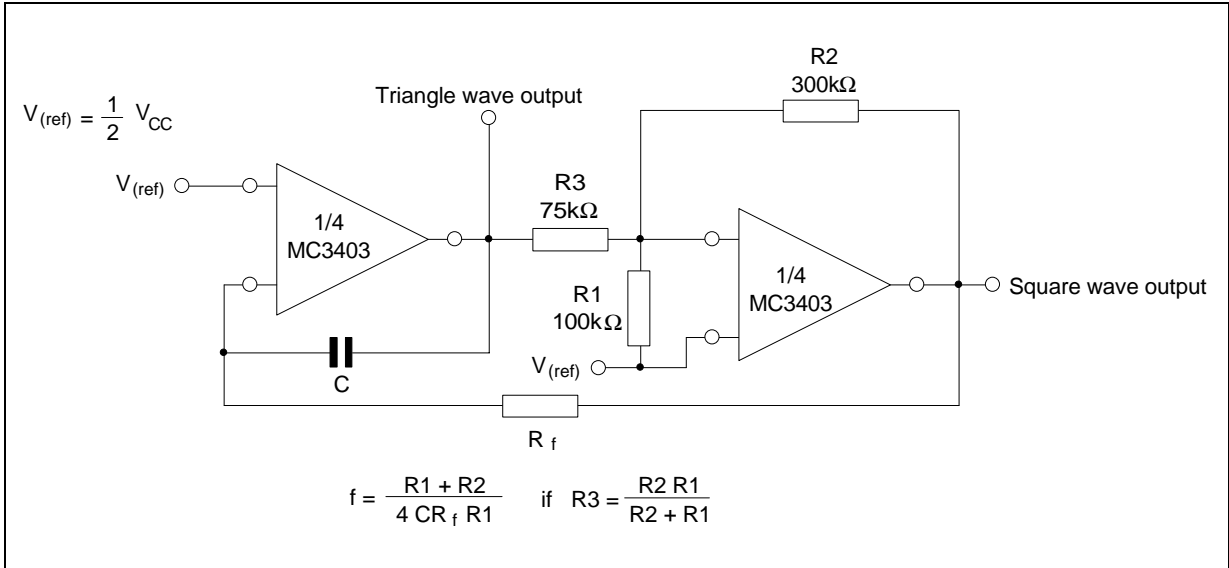 R2
300kΩ
Triangle wave output
V(ref) = 1/2 VCC
V(ref)
R3
75kΩ
1/4
MC3403
1/4
MC3403
R1
100kΩ
Square wave output
V(ref)
C
R f
f = R1 + R2 / 4 CR f R1 if R3 = R2 R1 / R2 + R1